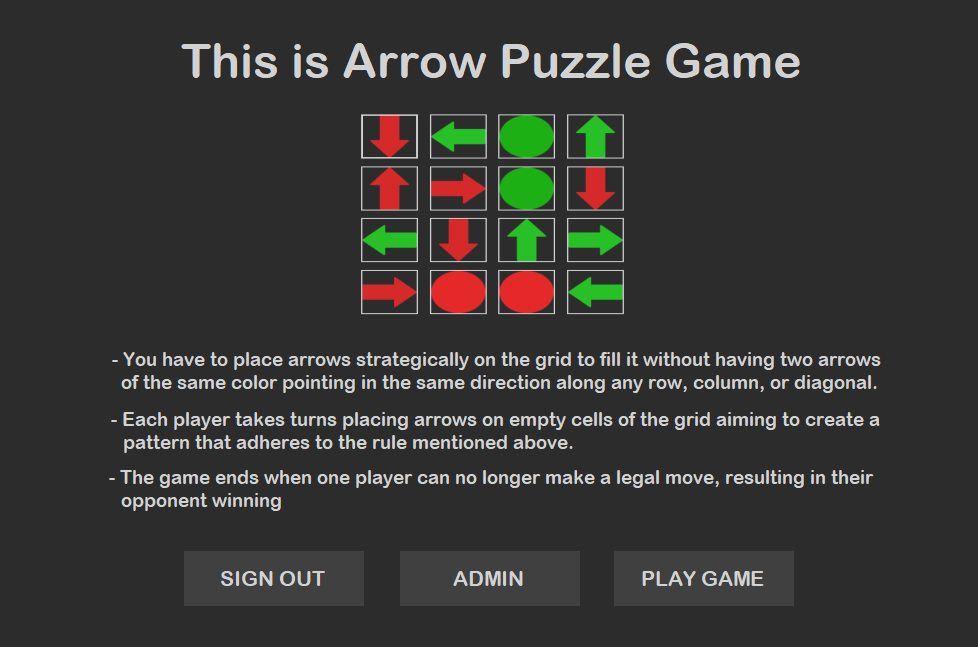 This is Arrow Puzzle Game
- You have to place arrows strategically on the grid to fill it without having two arrows
of the same color pointing in the same direction along any row, column, or diagonal.
- Each player takes turns placing arrows on empty cells of the grid aiming to create a
pattern that adheres to the rule mentioned above.
- The game ends when one player can no longer make a legal move, resulting in their
opponent winning
SIGN OUT
ADMIN
PLAY GAME